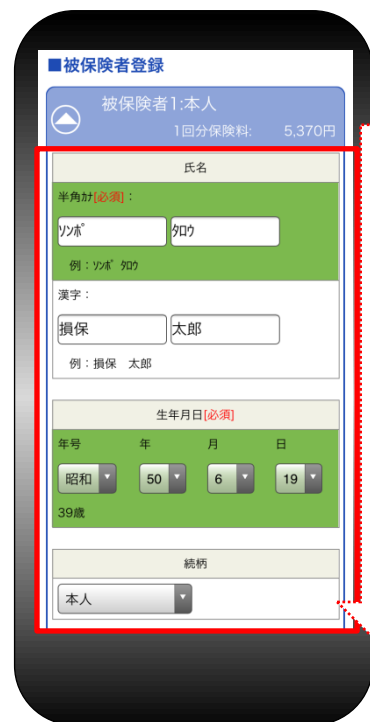 ■被保険者登録
被保険者1:本人
1回分保険料: 5,370円
氏名
半角ｶﾅ[必須]：
ｿﾝﾎﾟ ﾀﾛｳ
例：ｿﾝﾎﾟ ﾀﾛｳ
漢字：
損保 太郎
例：損保 太郎
生年月日[必須]
年号 年 月 日
昭和 50 6 19
39歳
続柄
本人